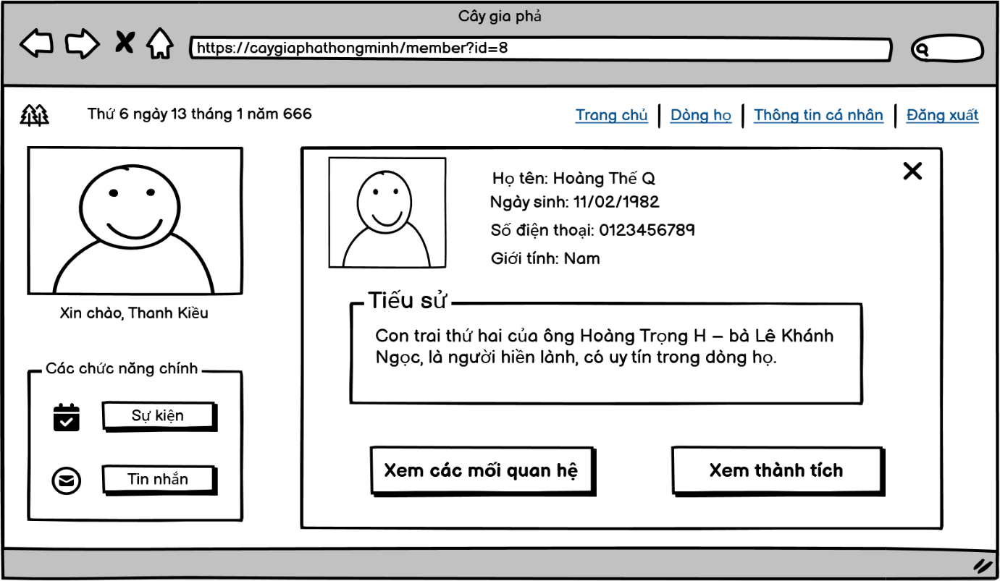 Cây gia phả
https://caygiaphathongminh/member?id=8
Thứ 6 ngày 13 tháng 1 năm 666
Trang chủ
Dòng họ
Thông tin cá nhân
Đăng xuất
Xin chào, Thanh Kiều
Các chức năng chính
Sự kiện
Tin nhắn
Họ tên: Hoàng Thế Q
Ngày sinh: 11/02/1982
Số điện thoại: 0123456789
Giới tính: Nam
Tiếu sử
Con trai thứ hai của ông Hoàng Trọng H – bà Lê Khánh
Ngọc, là người hiền lành, có uy tín trong dòng họ.
Xem các mối quan hệ
Xem thành tích